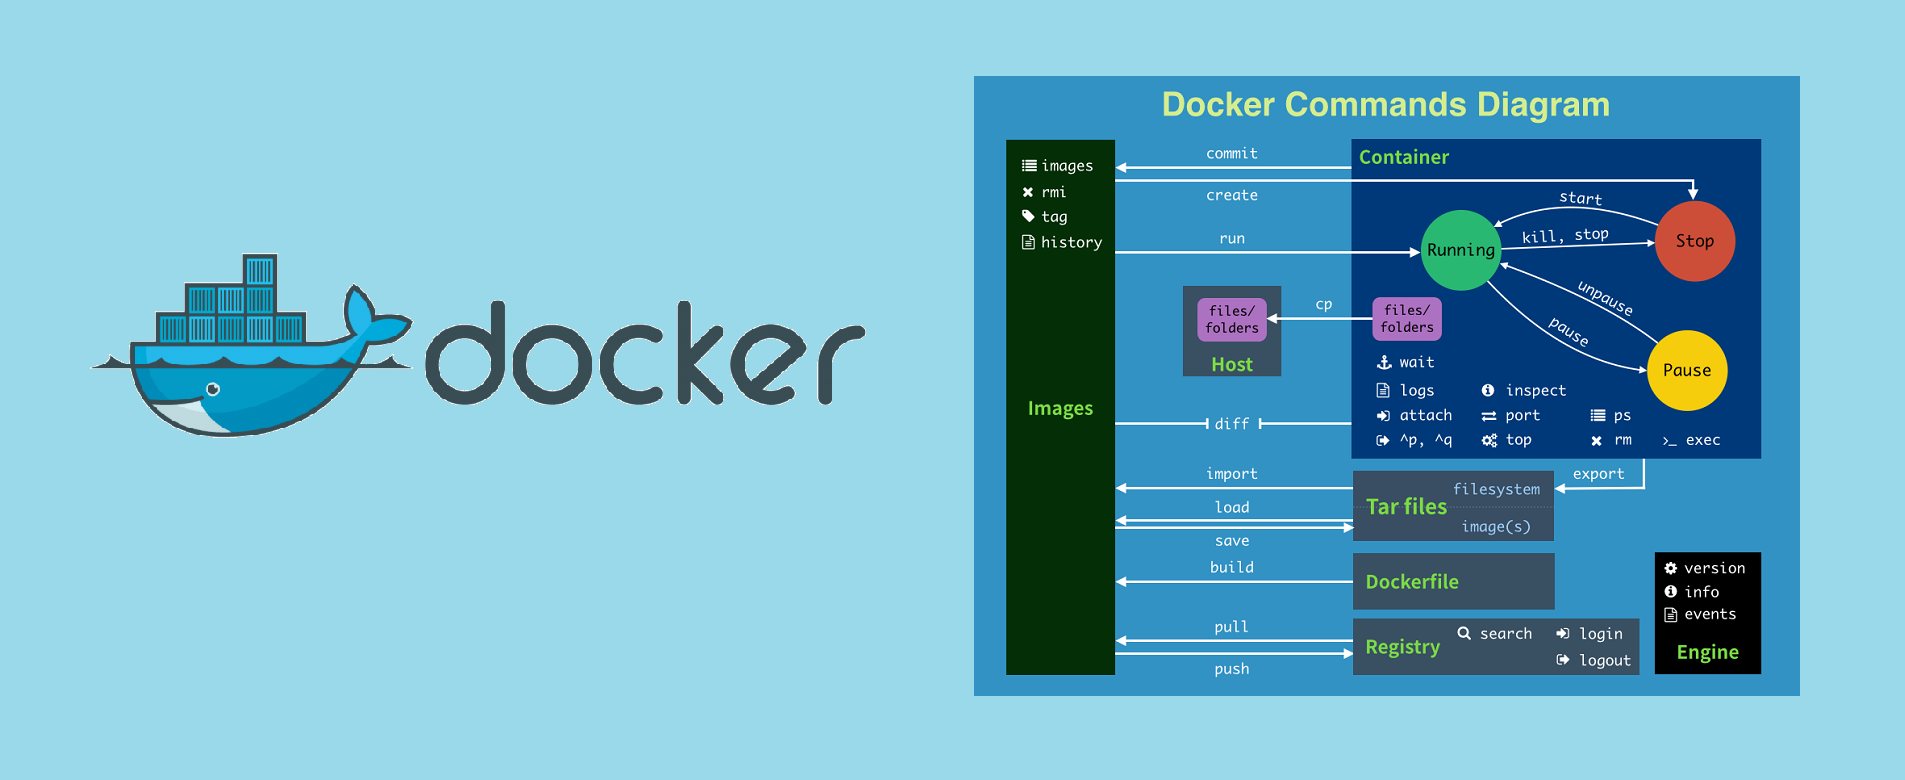 docker
Docker Commands Diagram
images
rmi
tag
history
Images
commit
create
run
Container
start
kill, stop
Running
Stop
unpause
pause
Pause
files/
folders
Host
cp
files/
folders
wait
logs
inspect
attach
port
ps
^p, ^q
top
rm
>_ exec
diff
import
load
save
export
Tar files
filesystem
image(s)
build
Dockerfile
pull
push
Registry
search
login
logout
version
info
events
Engine